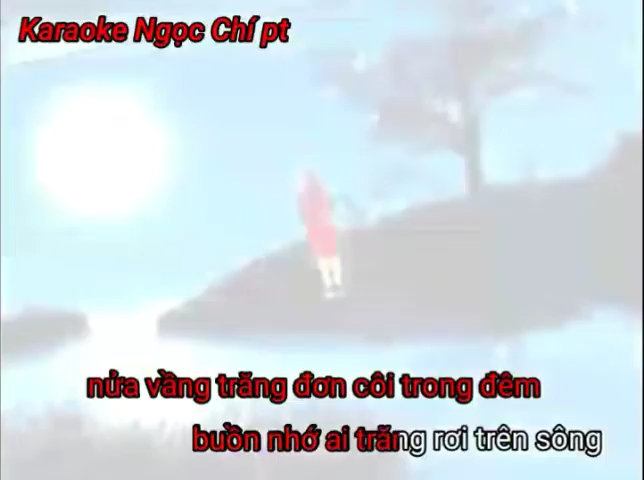 Karaoke Ngọc Chí pt
nửa vầng trăng đơn côi trong đêm
buồn nhớ ai trăng rơi trên sông